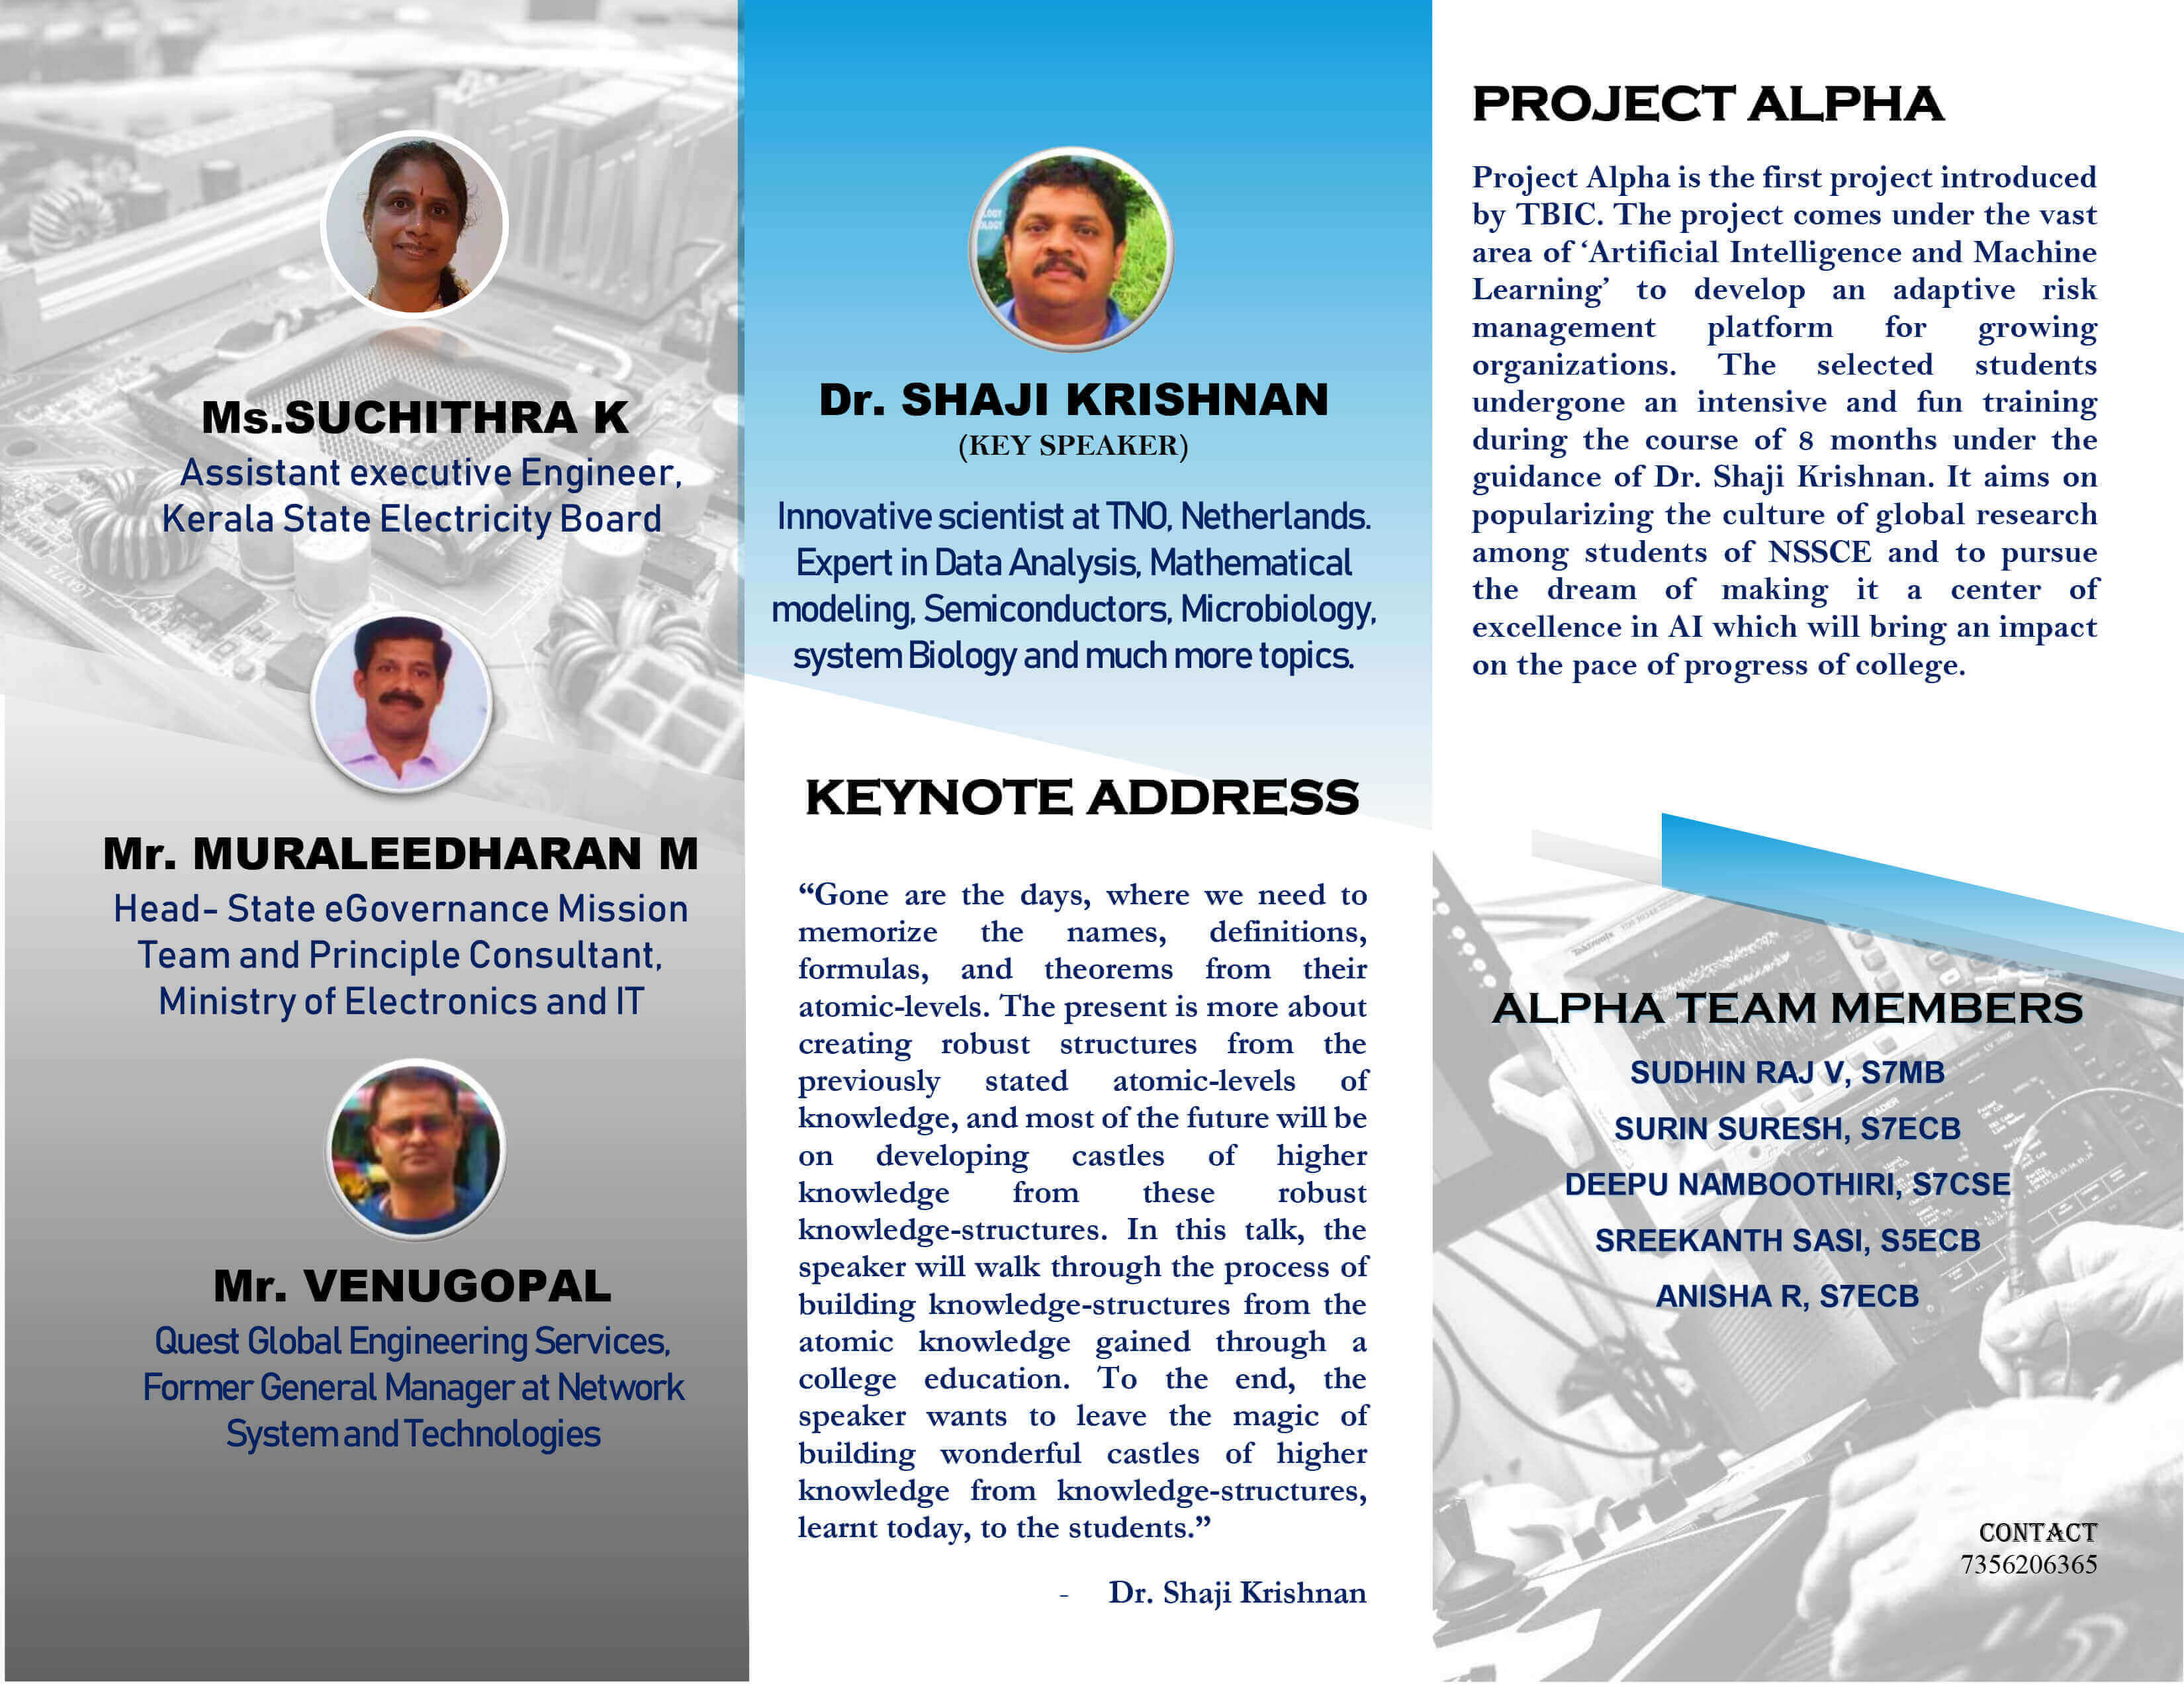 Ms.SUCHITHRA K
Assistant executive Engineer,
Kerala State Electricity Board
Mr. MURALEEDHARAN M
Head- State eGovernance Mission
Team and Principle Consultant,
Ministry of Electronics and IT
Mr. VENUGOPAL
Quest Global Engineering Services,
Former General Manager at Network
System and Technologies
Dr. SHAJI KRISHNAN
(KEY SPEAKER)
Innovative scientist at TNO, Netherlands.
Expert in Data Analysis, Mathematical
modeling, Semiconductors, Microbiology,
system Biology and much more topics.
KEYNOTE ADDRESS
“Gone are the days, where we need to
memorize the names, definitions,
formulas, and theorems from their
atomic-levels. The present is more about
creating robust structures from the
previously stated atomic-levels of
knowledge, and most of the future will be
on developing castles of higher
knowledge from these robust
knowledge-structures. In this talk, the
speaker will walk through the process of
building knowledge-structures from the
atomic knowledge gained through a
college education. To the end, the
speaker wants to leave the magic of
building wonderful castles of higher
knowledge from knowledge-structures,
learnt today, to the students.”
- Dr. Shaji Krishnan
PROJECT ALPHA
Project Alpha is the first project introduced
by TBIC. The project comes under the vast
area of ‘Artificial Intelligence and Machine
Learning’ to develop an adaptive risk
management platform for growing
organizations. The selected students
undergone an intensive and fun training
during the course of 8 months under the
guidance of Dr. Shaji Krishnan. It aims on
popularizing the culture of global research
among students of NSSCE and to pursue
the dream of making it a center of
excellence in AI which will bring an impact
on the pace of progress of college.
Tektronix
ALPHA TEAM MEMBERS
SUDHIN RAJ V, S7MB
SURIN SURESH, S7ECB
DEEPU NAMBOOTHIRI, S7CSE
SREEKANTH SASI, S5ECB
ANISHA R, S7ECB
CONTACT
7356206365